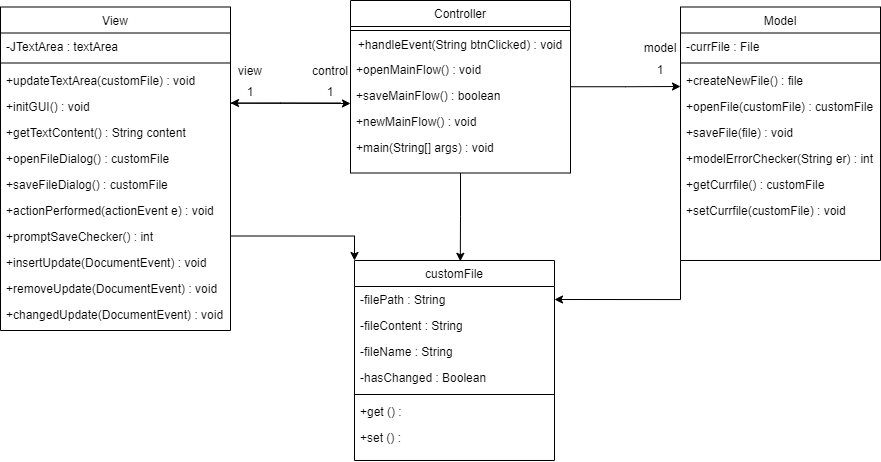 View
-JTextArea : textArea
+updateTextArea(customFile) : void
+initGUI() : void
+getTextContent() : String content
+openFileDialog() : customFile
+saveFileDialog() : customFile
+actionPerformed(actionEvent e) : void
+promptSaveChecker() : int
+insertUpdate(DocumentEvent) : void
+removeUpdate(DocumentEvent) : void
+changedUpdate(DocumentEvent) : void
view
1
control
1
Controller
+handleEvent(String btnClicked) : void
+openMainFlow() : void
+saveMainFlow() : boolean
+newMainFlow() : void
+main(String[] args) : void
model
1
Model
-currFile : File
+createNewFile() : file
+openFile(customFile) : customFile
+saveFile(file) : void
+modelErrorChecker(String er) : int
+getCurrfile() : customFile
+setCurrfile(customFile) : void
customFile
-filePath : String
-fileContent : String
-fileName : String
-hasChanged : Boolean
+get () :
+set () :